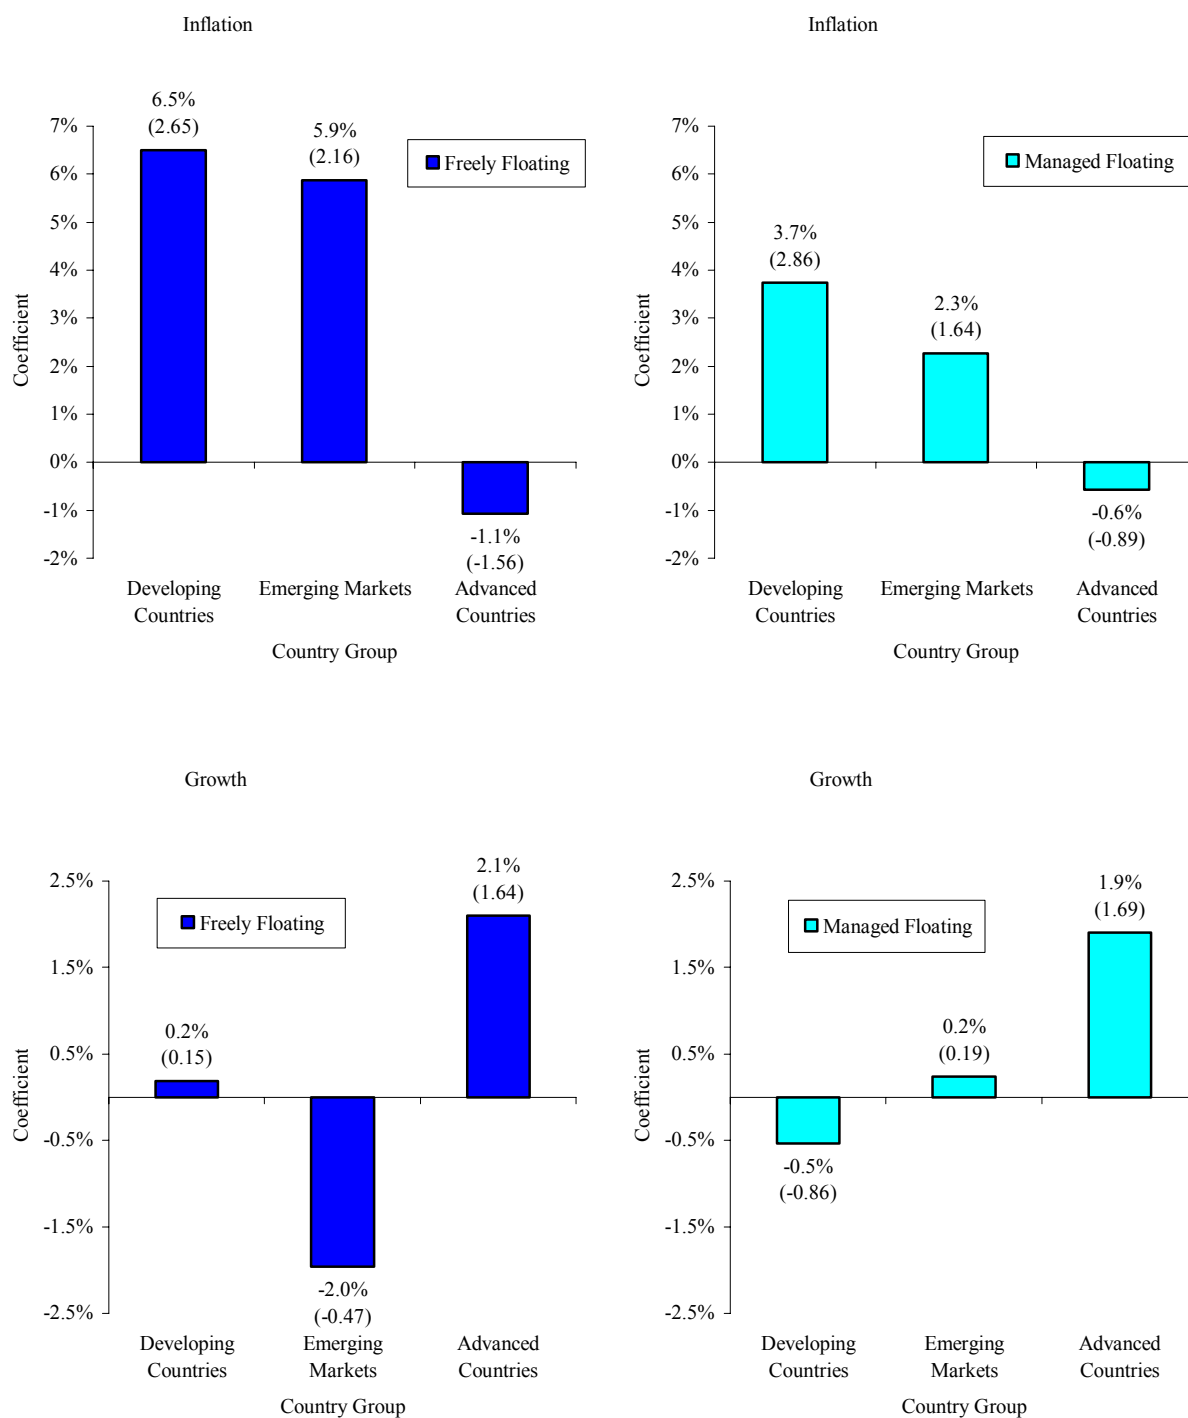 Inflation
6.5%
(2.65)
5.9%
(2.16)
Freely Floating
7%
6%
5%
4%
3%
2%
1%
0%
-1%
-2%
Coefficient
-1.1%
(-1.56)
Developing
Countries
Emerging Markets
Advanced
Countries
Country Group
Inflation
Managed Floating
7%
6%
5%
4%
3%
2%
1%
0%
-1%
-2%
Coefficient
3.7%
(2.86)
2.3%
(1.64)
-0.6%
(-0.89)
Developing
Countries
Emerging Markets
Advanced
Countries
Country Group
Growth
2.5%
1.5%
0.5%
-0.5%
-1.5%
-2.5%
Coefficient
Freely Floating
0.2%
(0.15)
-2.0%
(-0.47)
2.1%
(1.64)
Developing
Countries
Emerging
Markets
Advanced
Countries
Country Group
Growth
2.5%
1.5%
0.5%
-0.5%
-1.5%
-2.5%
Coefficient
Managed Floating
-0.5%
(-0.86)
0.2%
(0.19)
1.9%
(1.69)
Developing
Countries
Emerging
Markets
Advanced
Countries
Country Group